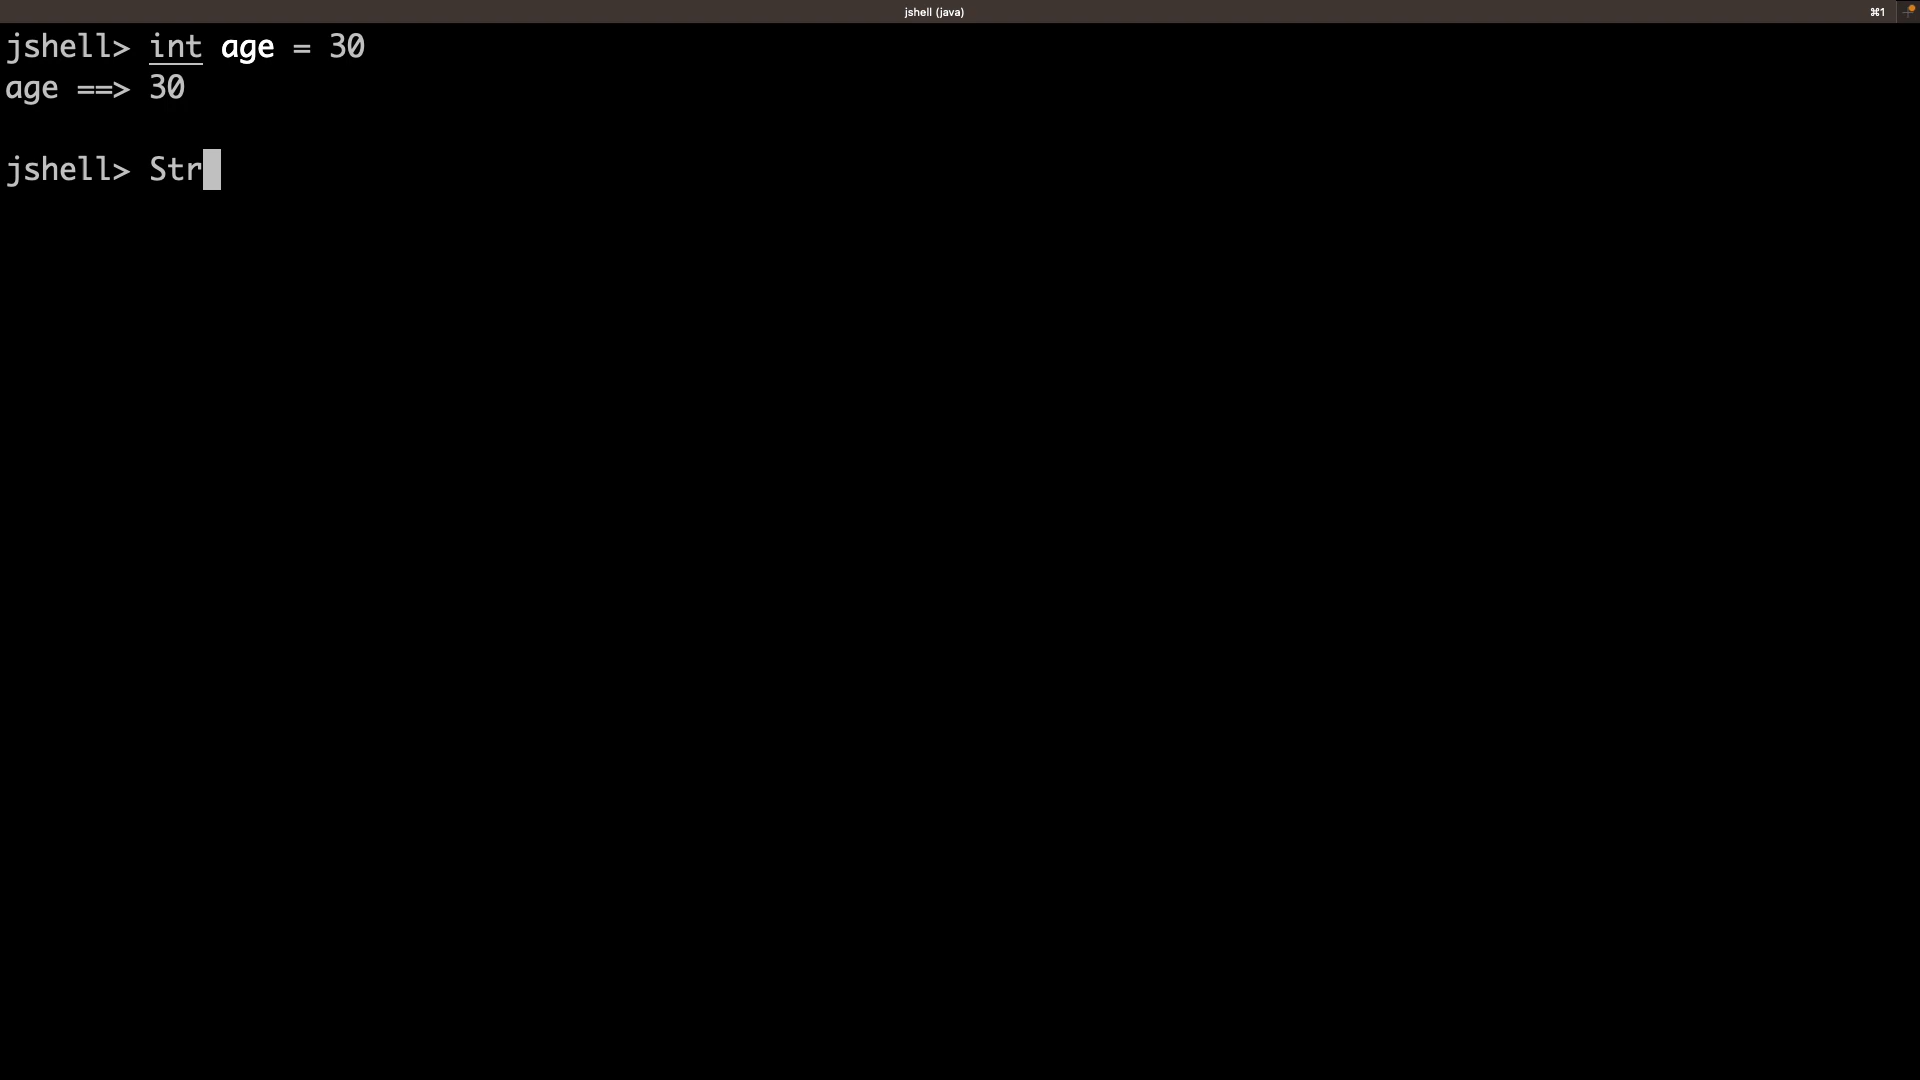 jshell (java)
⌘1
jshell> int age = 30
age ==> 30
jshell> Str